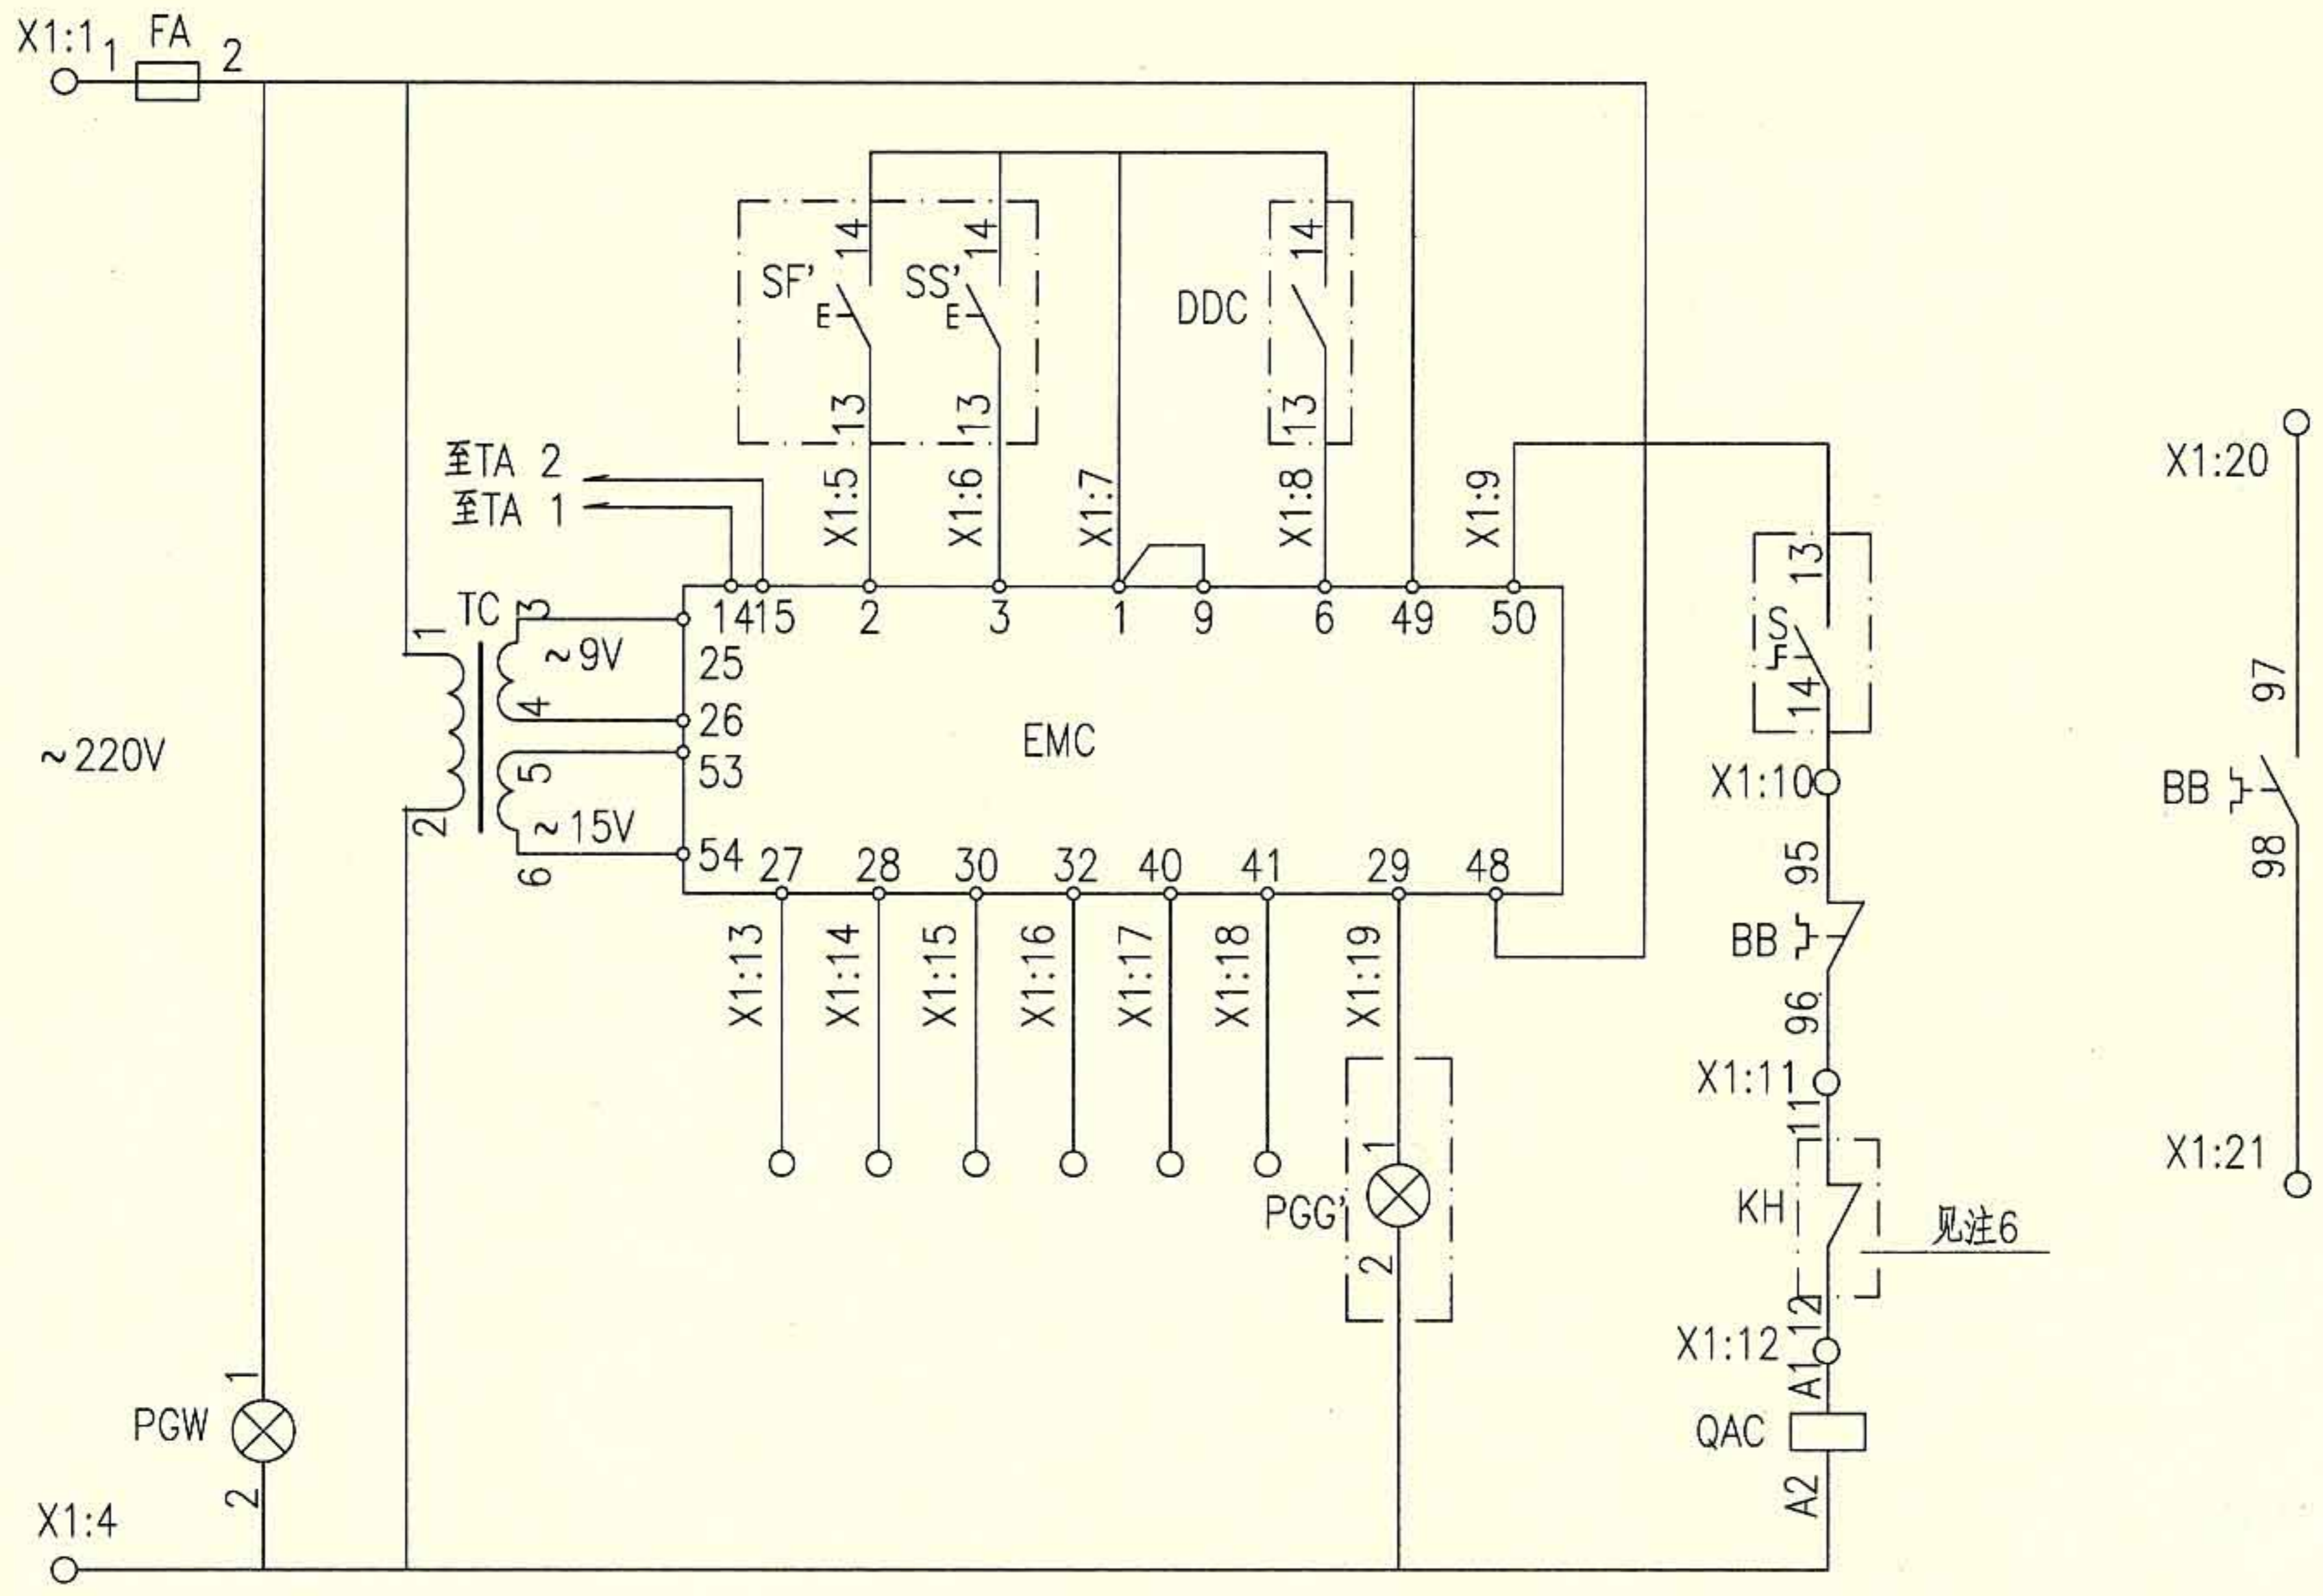 X1:1
1
FA
2
14
14
14
SF'
SS'
DDC
13
13
13
至TA 2
至TA 1
X1:5
X1:6
X1:7
X1:8
X1:9
X1:20
TC
3
1
~9V
4
5
2
~15V
6
~220V
14
15
2
3
1
9
6
49
50
25
26
53
54
EMC
27
28
30
32
40
41
29
48
13
S
14
X1:10
95
BB
96
X1:11
11
KH
见注6
12
X1:12
A1
QAC
A2
97
BB
98
X1:21
X1:13
X1:14
X1:15
X1:16
X1:17
X1:18
X1:19
1
PGG'
2
1
PGW
2
X1:4